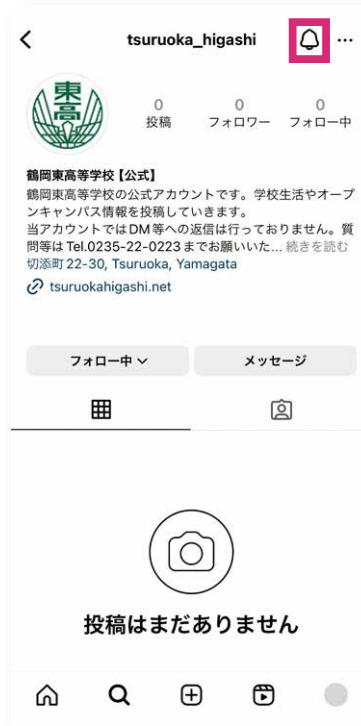 tsuruoka_higashi
東高
0 0 0
投稿 フォロワー フォロー中
鶴岡東高等学校【公式】
鶴岡東高等学校の公式アカウントです。学校生活やオープ
ンキャンパス情報を投稿していきます。
当アカウントではDM等への返信は行っておりません。質
問等は Tel.0235-22-0223 までお願いいた... 続きを読む
切添町 22-30, Tsuruoka, Yamagata
tsuruokahigashi.net
フォロー中 メッセージ
投稿はまだありません